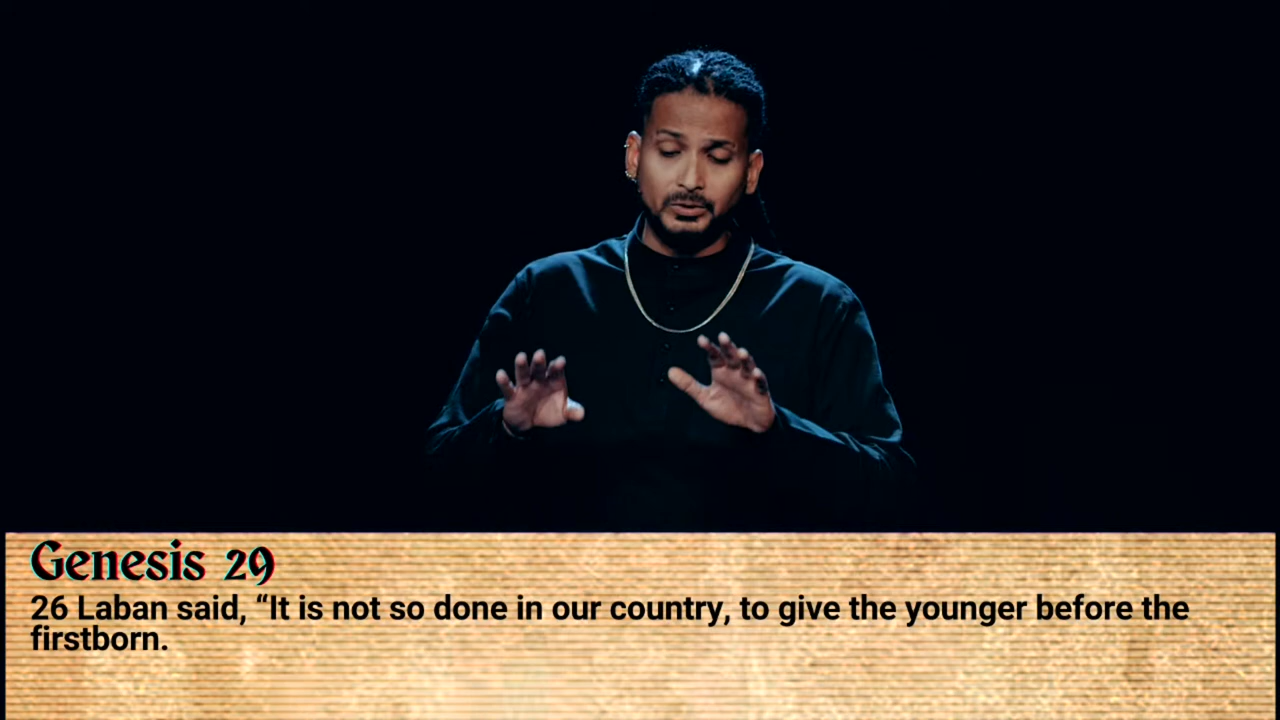 Genesis 29
26 Laban said, “It is not so done in our country, to give the younger before the
firstborn.